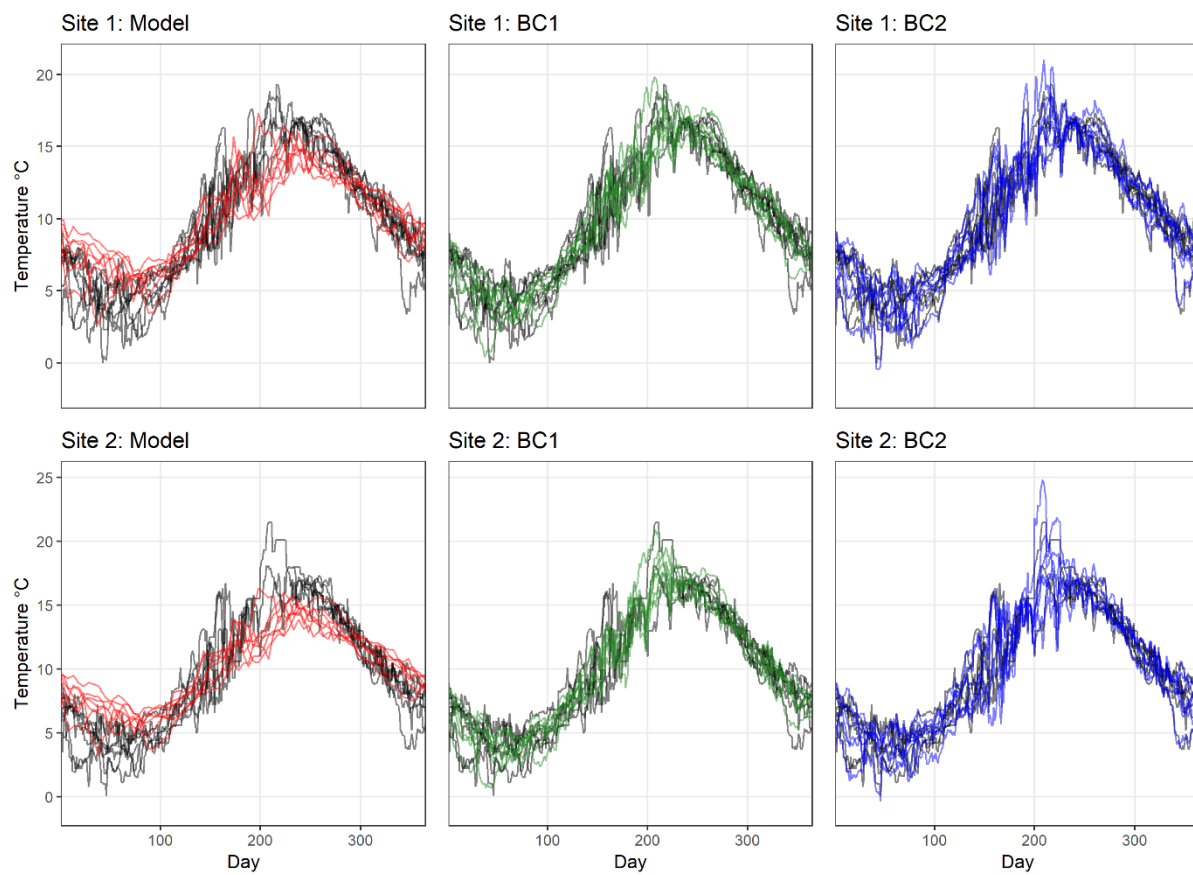 Site 1: Model
Site 1: BC1
Site 1: BC2
20
15
10
5
0
Temperature °C
Site 2: Model
Site 2: BC1
Site 2: BC2
25
20
15
10
5
0
Temperature °C
100 200 300
100 200 300
100 200 300
Day
Day
Day